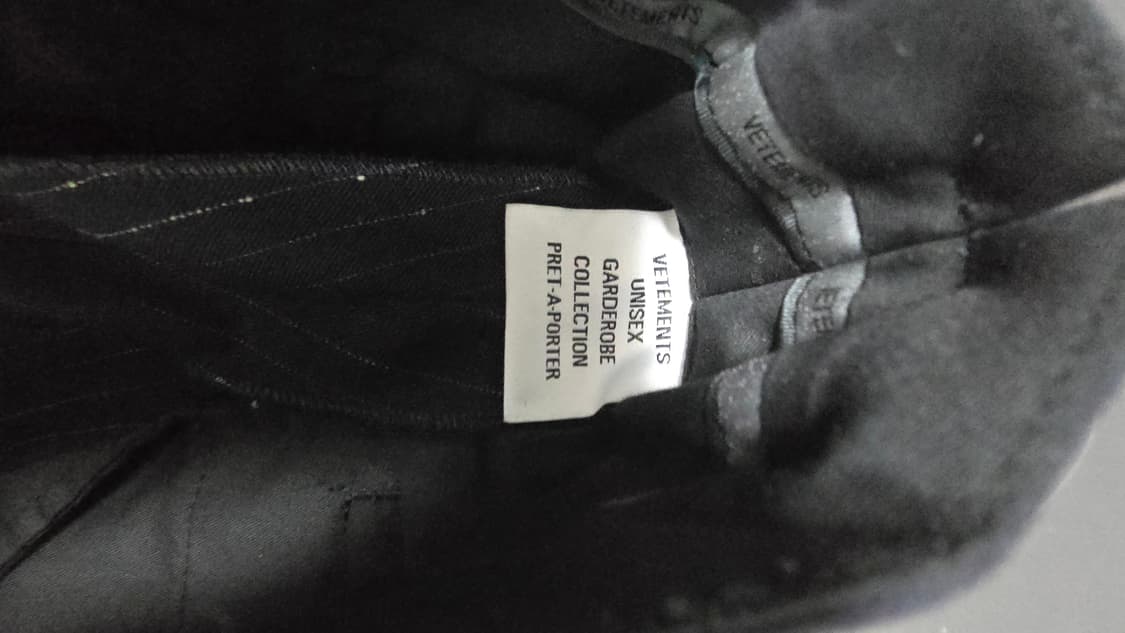 VETEMENTS
UNISEX
GARDEROBE
COLLECTION
PRET-A-PORTER
VETEMENTS
VETEMENTS